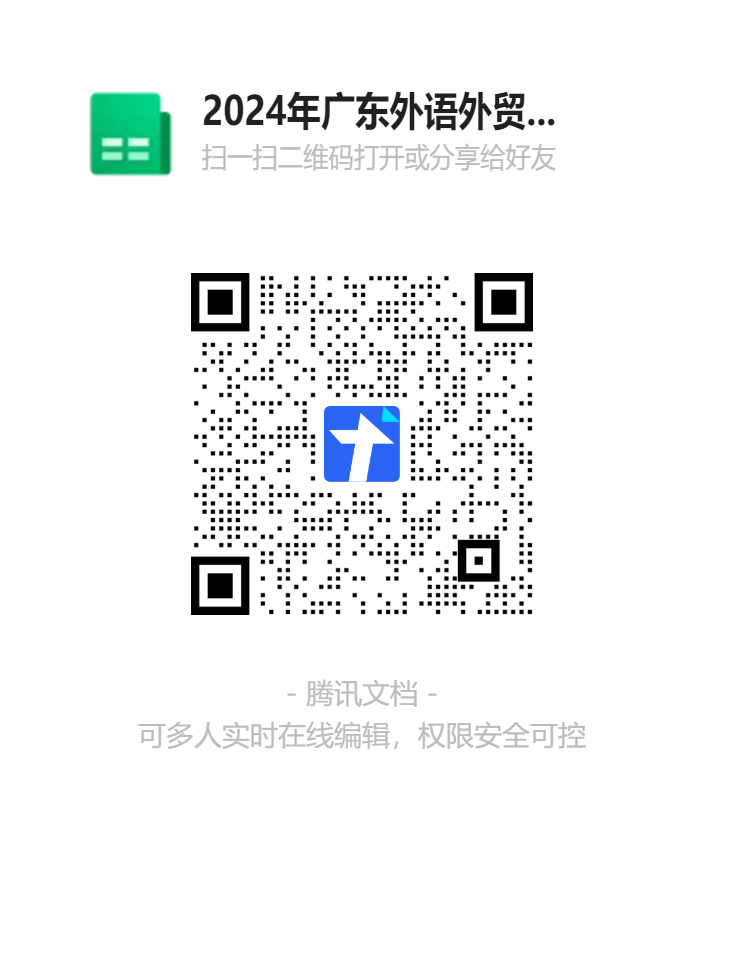 2024年广东外语外贸...
扫一扫二维码打开或分享给好友
- 腾讯文档 -
可多人实时在线编辑，权限安全可控